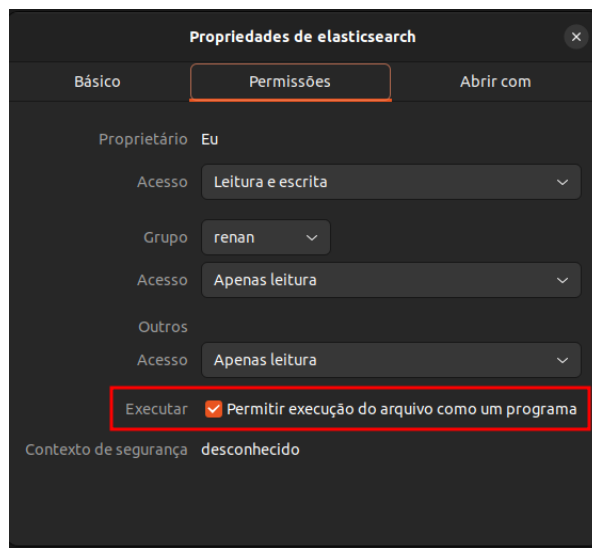 Propriedades de elasticsearch
Básico Permissões Abrir com
Proprietário Eu
Acesso Leitura e escrita
Grupo renan
Acesso Apenas leitura
Outros
Acesso Apenas leitura
Executar Permitir execução do arquivo como um programa
Contexto de segurança desconhecido